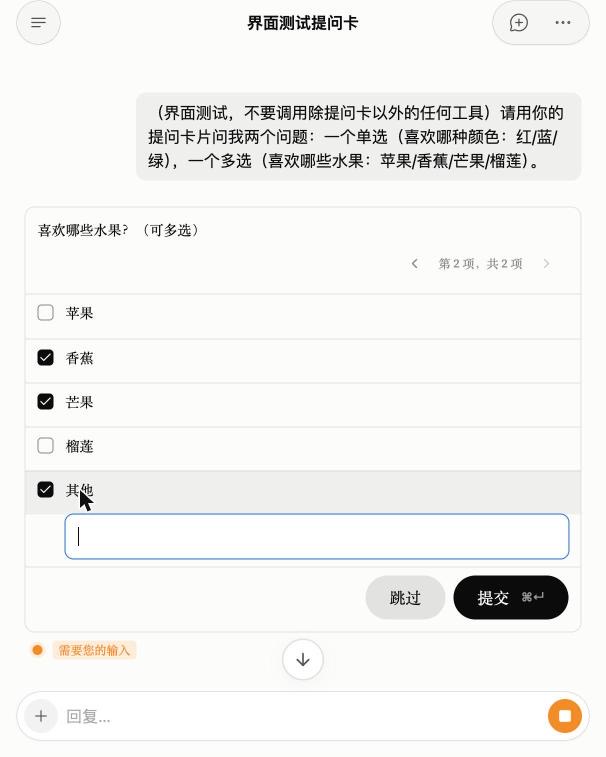 界面测试提问卡
（界面测试，不要调用除提问卡以外的任何工具）请用你的
提问卡片问我两个问题：一个单选（喜欢哪种颜色：红/蓝/
绿），一个多选（喜欢哪些水果：苹果/香蕉/芒果/榴莲）。
喜欢哪些水果？（可多选）
第 2 项，共 2 项
苹果
香蕉
芒果
榴莲
其他
跳过
提交 ⌘↵
需要您的输入
回复...